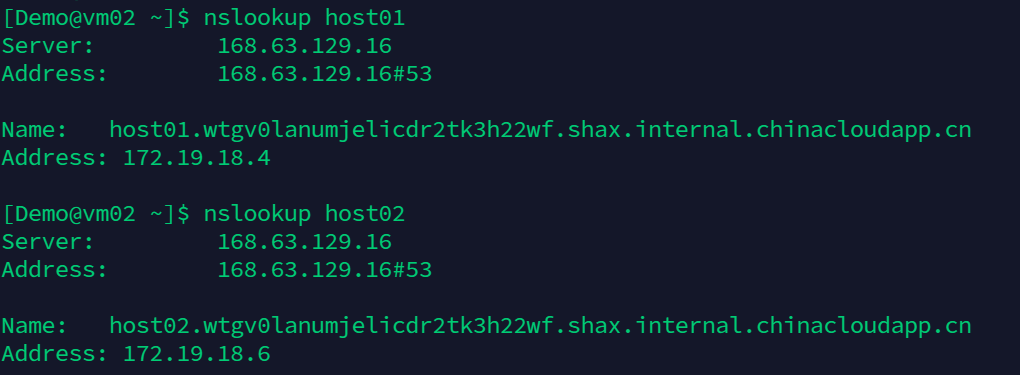 [Demo@vm02 ~]$ nslookup host01
Server:         168.63.129.16
Address:        168.63.129.16#53
Name:   host01.wtgv0lanumjelicdr2tk3h22wf.shax.internal.chinacloudapp.cn
Address: 172.19.18.4
[Demo@vm02 ~]$ nslookup host02
Server:         168.63.129.16
Address:        168.63.129.16#53
Name:   host02.wtgv0lanumjelicdr2tk3h22wf.shax.internal.chinacloudapp.cn
Address: 172.19.18.6